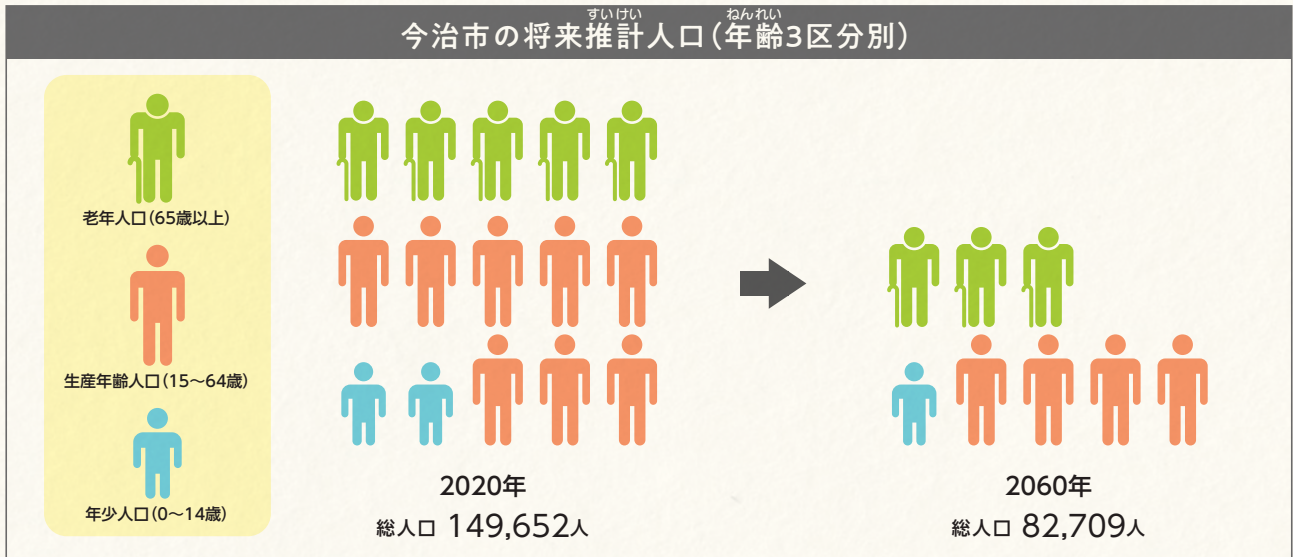 すいけい ねんれい
今治市の将来推計人口（年齢3区分別）
老年人口（65歳以上）
生産年齢人口（15～64歳）
年少人口（0～14歳）
2020年
総人口 149,652人
2060年
総人口 82,709人